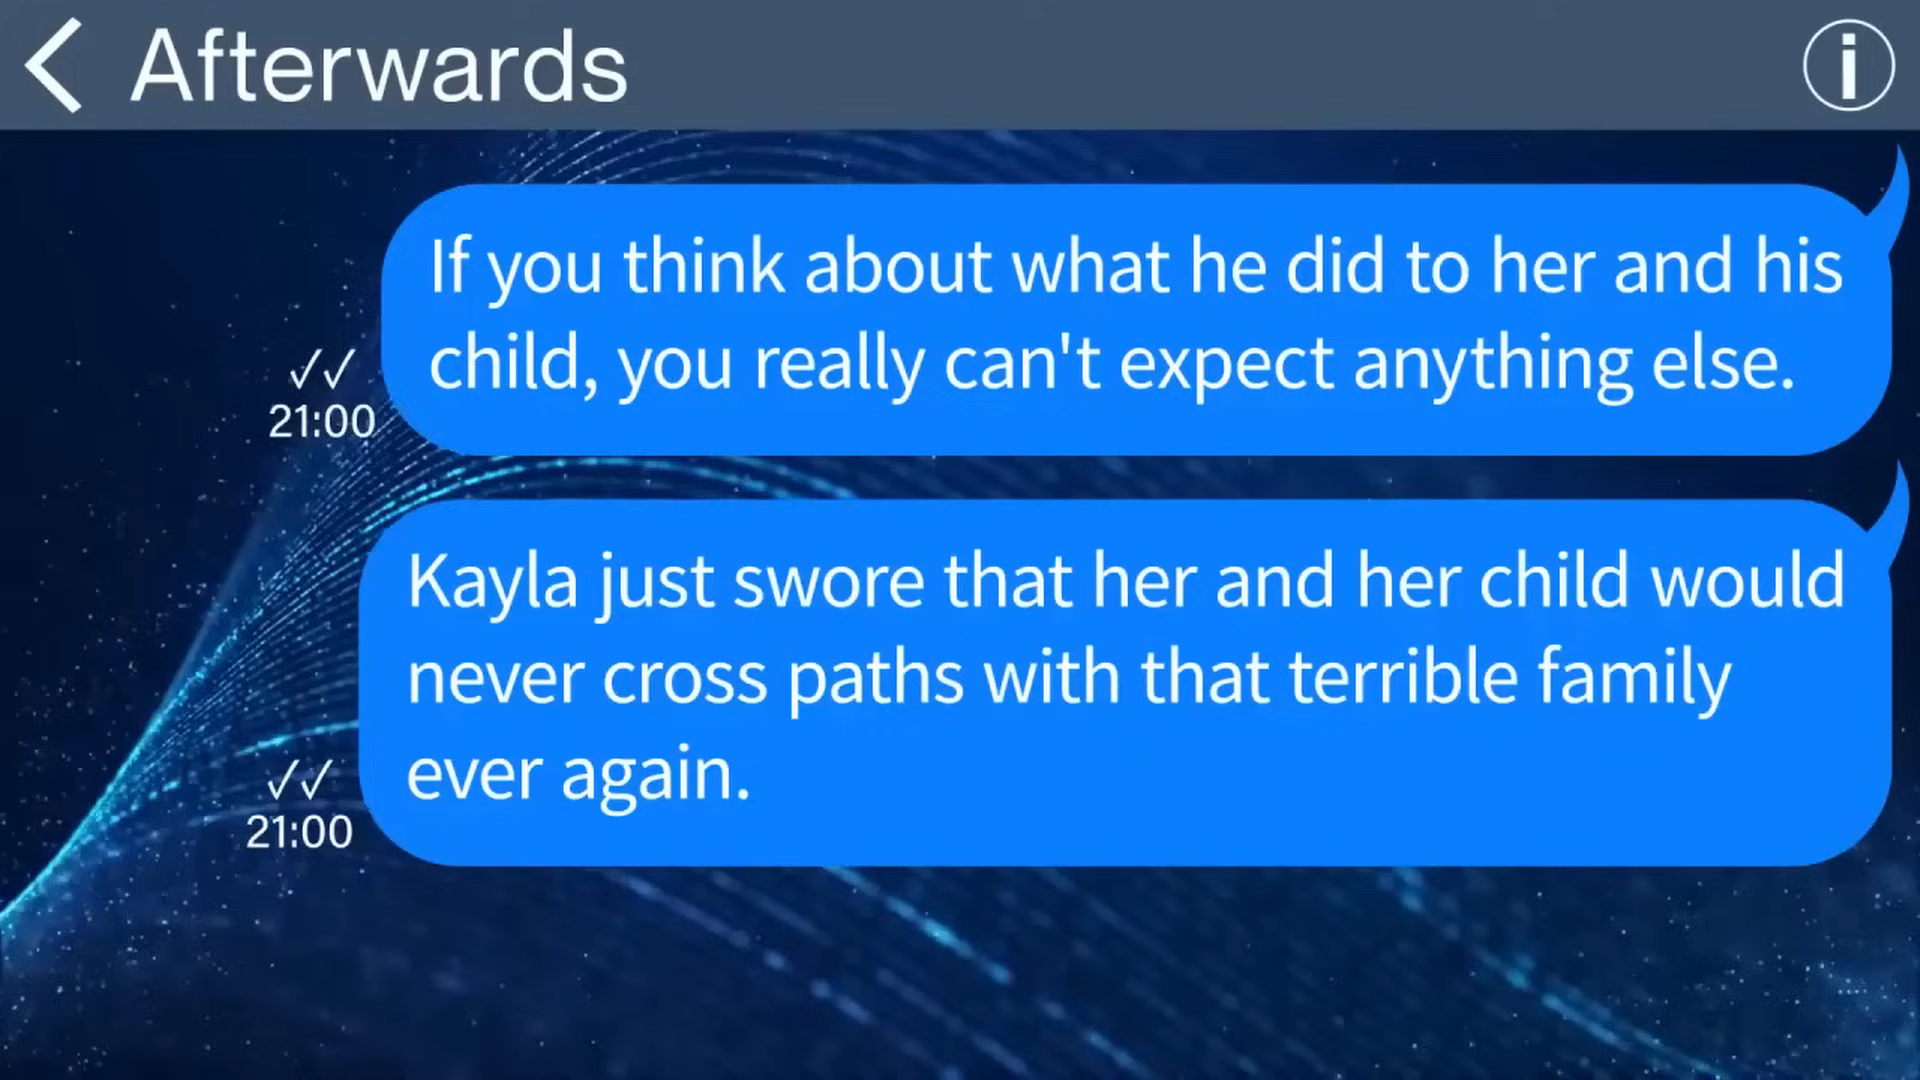 Afterwards
If you think about what he did to her and his
child, you really can't expect anything else.
✓✓
21:00
Kayla just swore that her and her child would
never cross paths with that terrible family
ever again.
✓✓
21:00